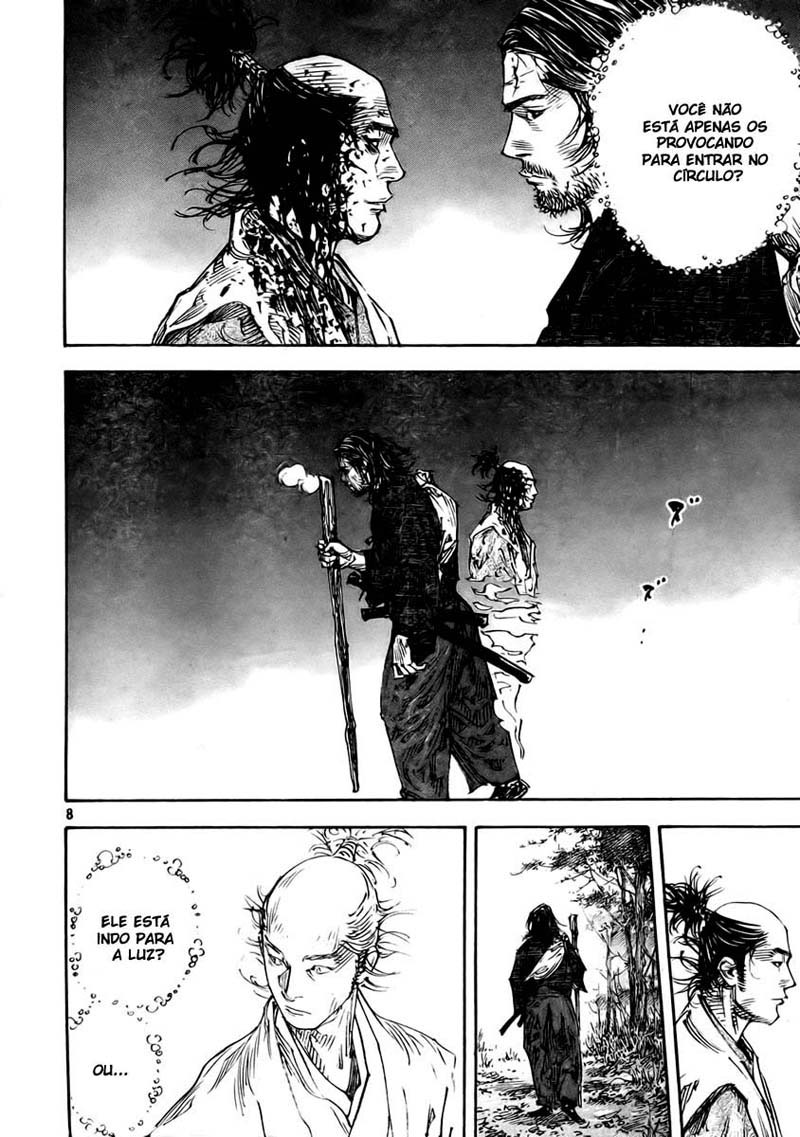 VOCÊ NÃO
ESTÁ APENAS OS
PROVOCANDO
PARA ENTRAR NO
CÍRCULO?
8
ELE ESTÁ
INDO PARA
A LUZ?
OU...